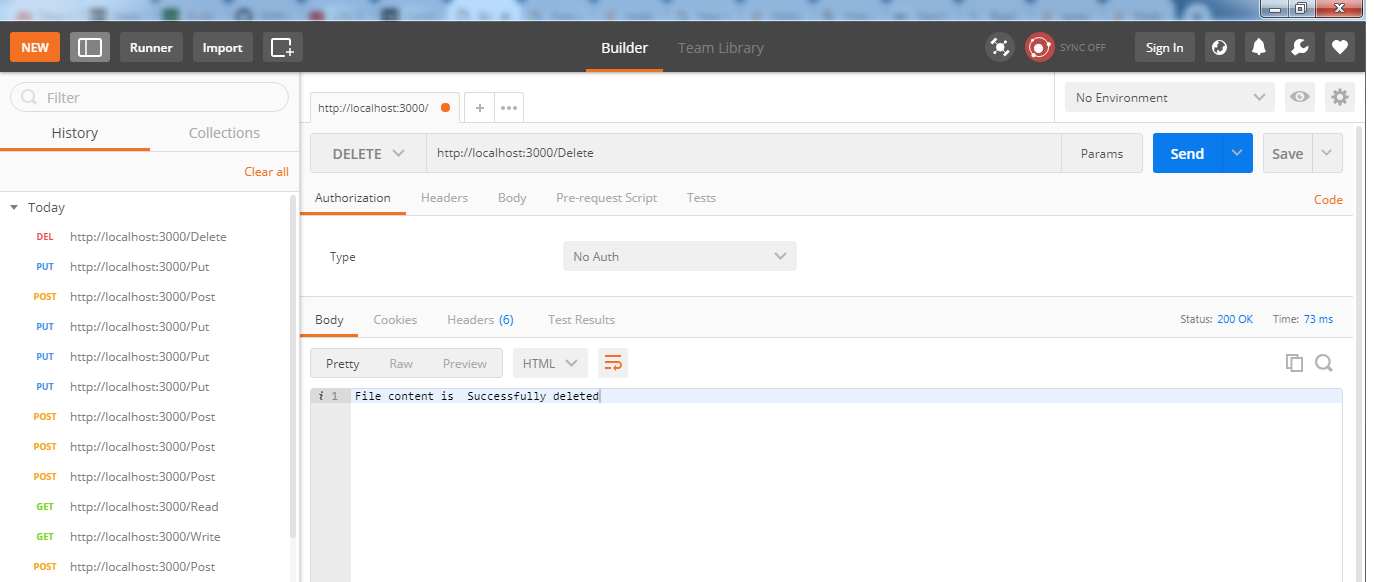 NEW Runner Import Builder Team Library SYNC OFF Sign In
Filter
History Collections
Clear all
Today
DEL http://localhost:3000/Delete
PUT http://localhost:3000/Put
POST http://localhost:3000/Post
PUT http://localhost:3000/Put
PUT http://localhost:3000/Put
PUT http://localhost:3000/Put
POST http://localhost:3000/Post
POST http://localhost:3000/Post
POST http://localhost:3000/Post
GET http://localhost:3000/Read
GET http://localhost:3000/Write
POST http://localhost:3000/Post
http://localhost:3000/ + ••• No Environment
DELETE http://localhost:3000/Delete Params Send Save
Authorization Headers Body Pre-request Script Tests Code
Type No Auth
Body Cookies Headers (6) Test Results Status: 200 OK Time: 73 ms
Pretty Raw Preview HTML
i 1 File content is  Successfully deleted